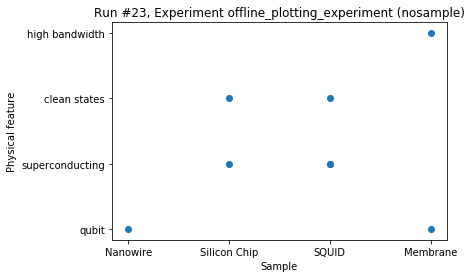 Run #23, Experiment offline_plotting_experiment (nosample)
high bandwidth
clean states
superconducting
qubit
Physical feature
Nanowire Silicon Chip SQUID Membrane
Sample